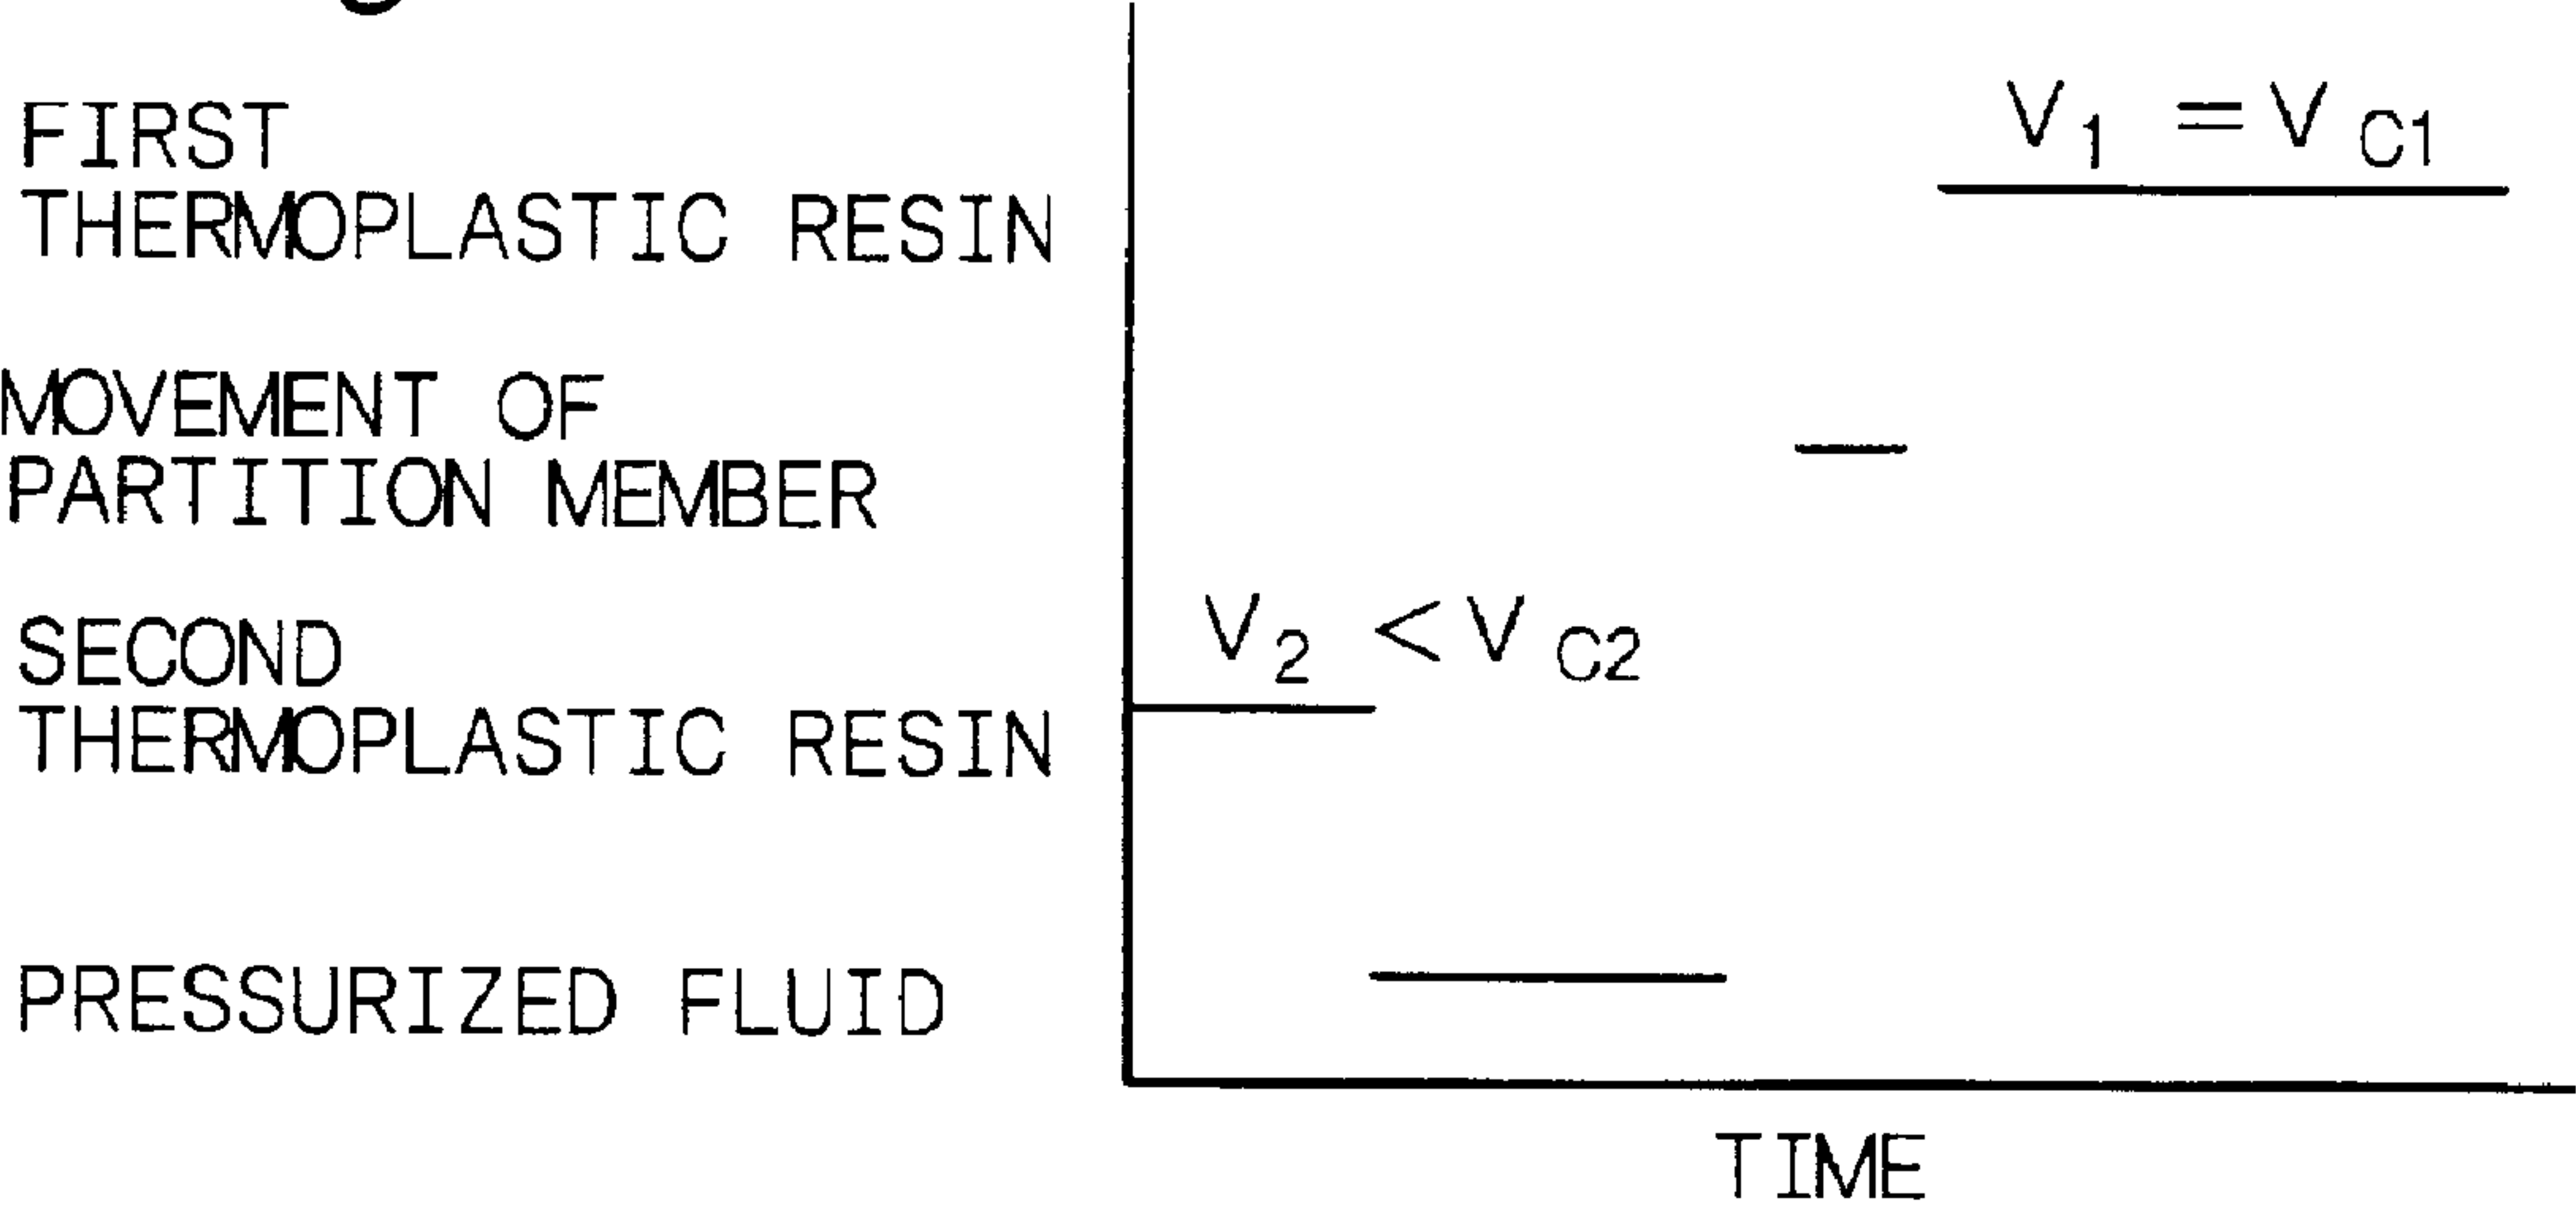 FIRST
THERMOPLASTIC RESIN
V1 = VC1
MOVEMENT OF
PARTITION MEMBER
SECOND
THERMOPLASTIC RESIN
V2 < VC2
PRESSURIZED FLUID
TIME